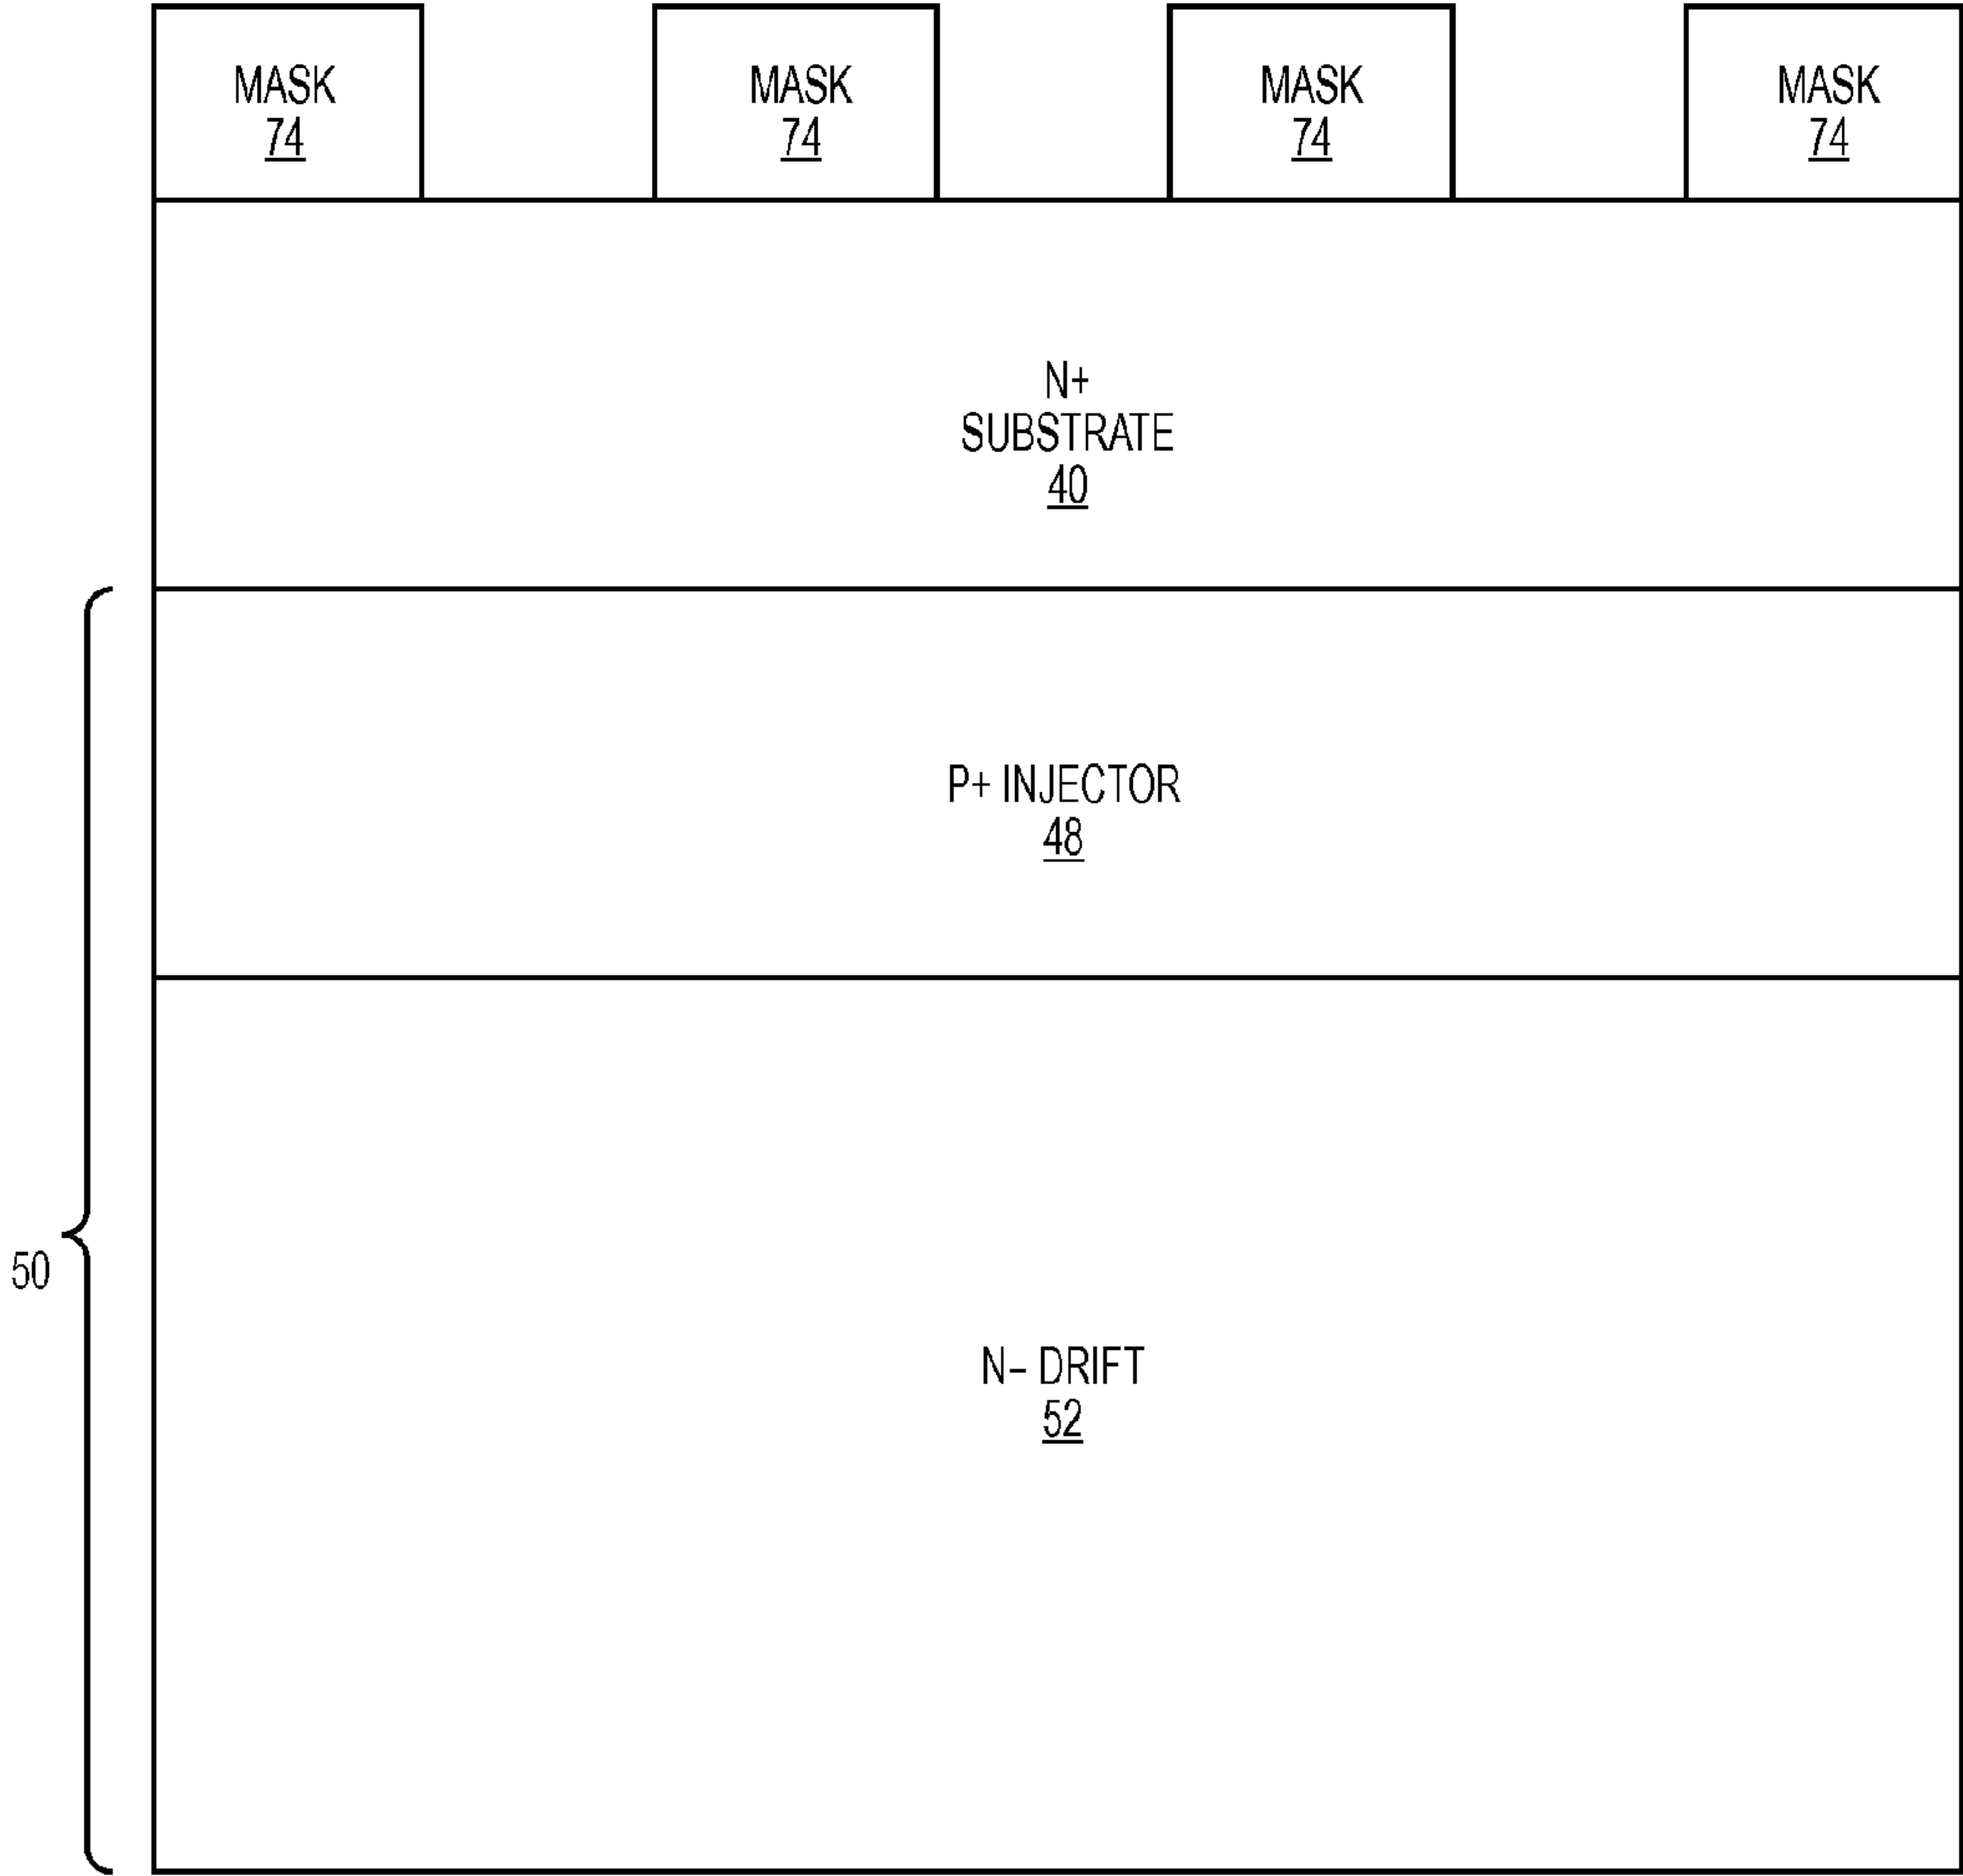 MASK
74
MASK
74
MASK
74
MASK
74
N+
SUBSTRATE
40
P+ INJECTOR
48
50
N– DRIFT
52